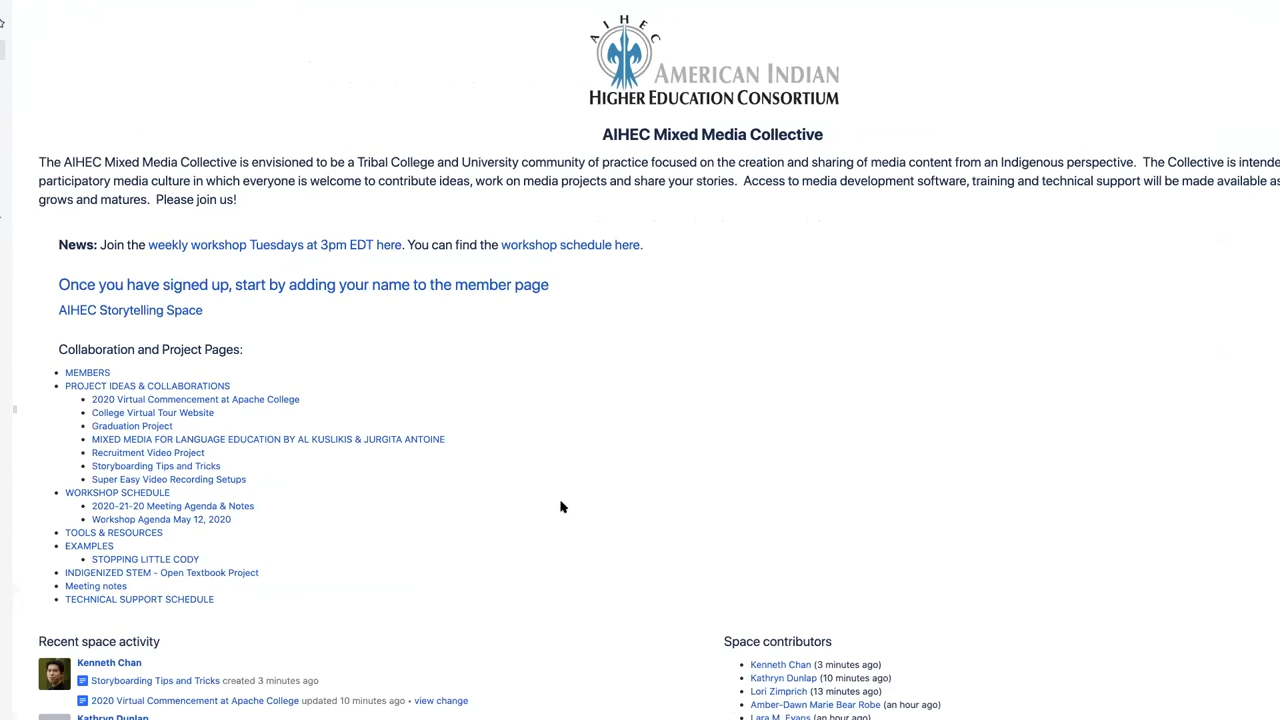 AIHEC
AMERICAN INDIAN
HIGHER EDUCATION CONSORTIUM
AIHEC Mixed Media Collective
The AIHEC Mixed Media Collective is envisioned to be a Tribal College and University community of practice focused on the creation and sharing of media content from an Indigenous perspective. The Collective is intende
participatory media culture in which everyone is welcome to contribute ideas, work on media projects and share your stories. Access to media development software, training and technical support will be made available as
grows and matures. Please join us!
News: Join the weekly workshop Tuesdays at 3pm EDT here. You can find the workshop schedule here.
Once you have signed up, start by adding your name to the member page
AIHEC Storytelling Space
Collaboration and Project Pages:
• MEMBERS
• PROJECT IDEAS & COLLABORATIONS
• 2020 Virtual Commencement at Apache College
• College Virtual Tour Website
• Graduation Project
• MIXED MEDIA FOR LANGUAGE EDUCATION BY AL KUSLIKIS & JURGITA ANTOINE
• Recruitment Video Project
• Storyboarding Tips and Tricks
• Super Easy Video Recording Setups
• WORKSHOP SCHEDULE
• 2020-21-20 Meeting Agenda & Notes
• Workshop Agenda May 12, 2020
• TOOLS & RESOURCES
• EXAMPLES
• STOPPING LITTLE CODY
• INDIGENIZED STEM - Open Textbook Project
• Meeting notes
• TECHNICAL SUPPORT SCHEDULE
Recent space activity
Kenneth Chan
Storyboarding Tips and Tricks created 3 minutes ago
2020 Virtual Commencement at Apache College updated 10 minutes ago • view change
Kathryn Dunlap
Space contributors
• Kenneth Chan (3 minutes ago)
• Kathryn Dunlap (10 minutes ago)
• Lori Zimprich (13 minutes ago)
• Amber-Dawn Marie Bear Robe (an hour ago)
• Lara M. Evans (an hour ago)